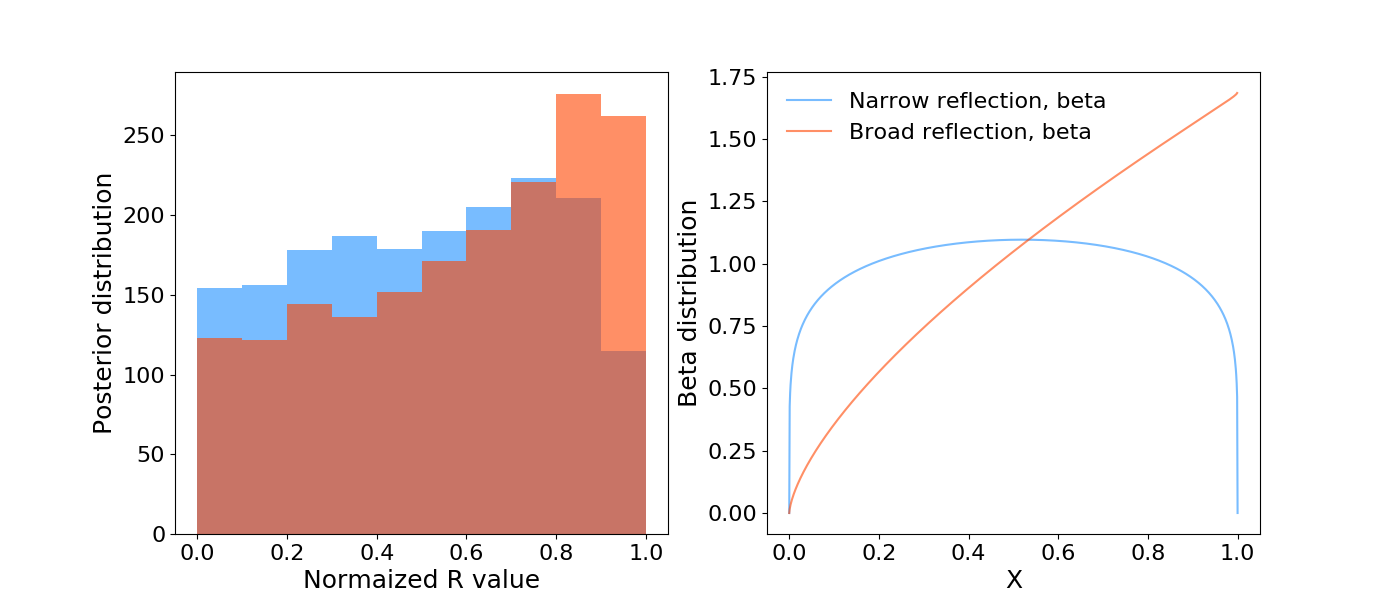 Posterior distribution
250
200
150
100
50
0
0.0 0.2 0.4 0.6 0.8 1.0
Normaized R value
Beta distribution
1.75
1.50
1.25
1.00
0.75
0.50
0.25
0.00
Narrow reflection, beta
Broad reflection, beta
0.0 0.2 0.4 0.6 0.8 1.0
X